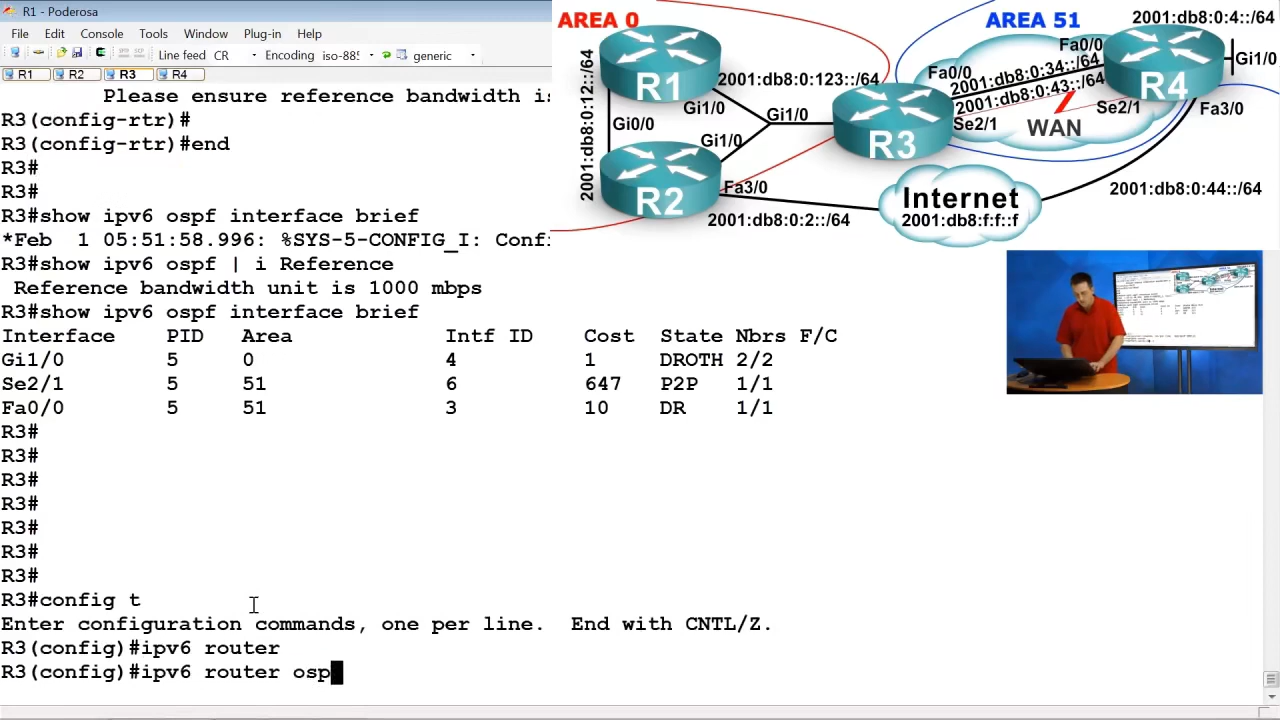 R1 - Poderosa
File Edit Console Tools Window Plug-in Help
Line feed CR Encoding iso-88! generic
R1 R2 R3 R4
Please ensure reference bandwidth is
R3(config-rtr)#
R3(config-rtr)#end
R3#
R3#
R3#show ipv6 ospf interface brief
*Feb 1 05:51:58.996: %SYS-5-CONFIG_I: Confi
R3#show ipv6 ospf | i Reference
Reference bandwidth unit is 1000 mbps
R3#show ipv6 ospf interface brief
Interface PID Area Intf ID Cost State Nbrs F/C
Gi1/0 5 0 4 1 DROTH 2/2
Se2/1 5 51 6 647 P2P 1/1
Fa0/0 5 51 3 10 DR 1/1
R3#
R3#
R3#
R3#
R3#
R3#
R3#
R3#config t
Enter configuration commands, one per line. End with CNTL/Z.
R3(config)#ipv6 router
R3(config)#ipv6 router osp
AREA 0
AREA 51
2001:db8:0:4::/64
R1
2001:db8:0:12::/64
2001:db8:0:123::/64
Gi1/0
Gi0/0
Gi1/0
Gi1/0
R2
Fa3/0
2001:db8:0:2::/64
R3
Fa0/0
Fa0/0
2001:db8:0:34::/64
2001:db8:0:43::/64
Se2/1
Se2/1
WAN
R4
Gi1/0
Fa3/0
2001:db8:0:44::/64
Internet
2001:db8:f:f::f